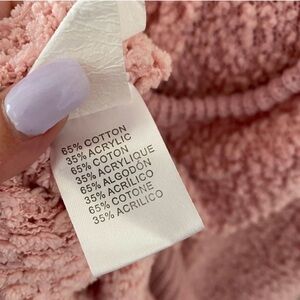 65% COTTON
35% ACRYLIC
65% COTON
35% ACRYLIQUE
65% ALGODÓN
35% ACRÍLICO
65% COTONE
35% ACRILICO